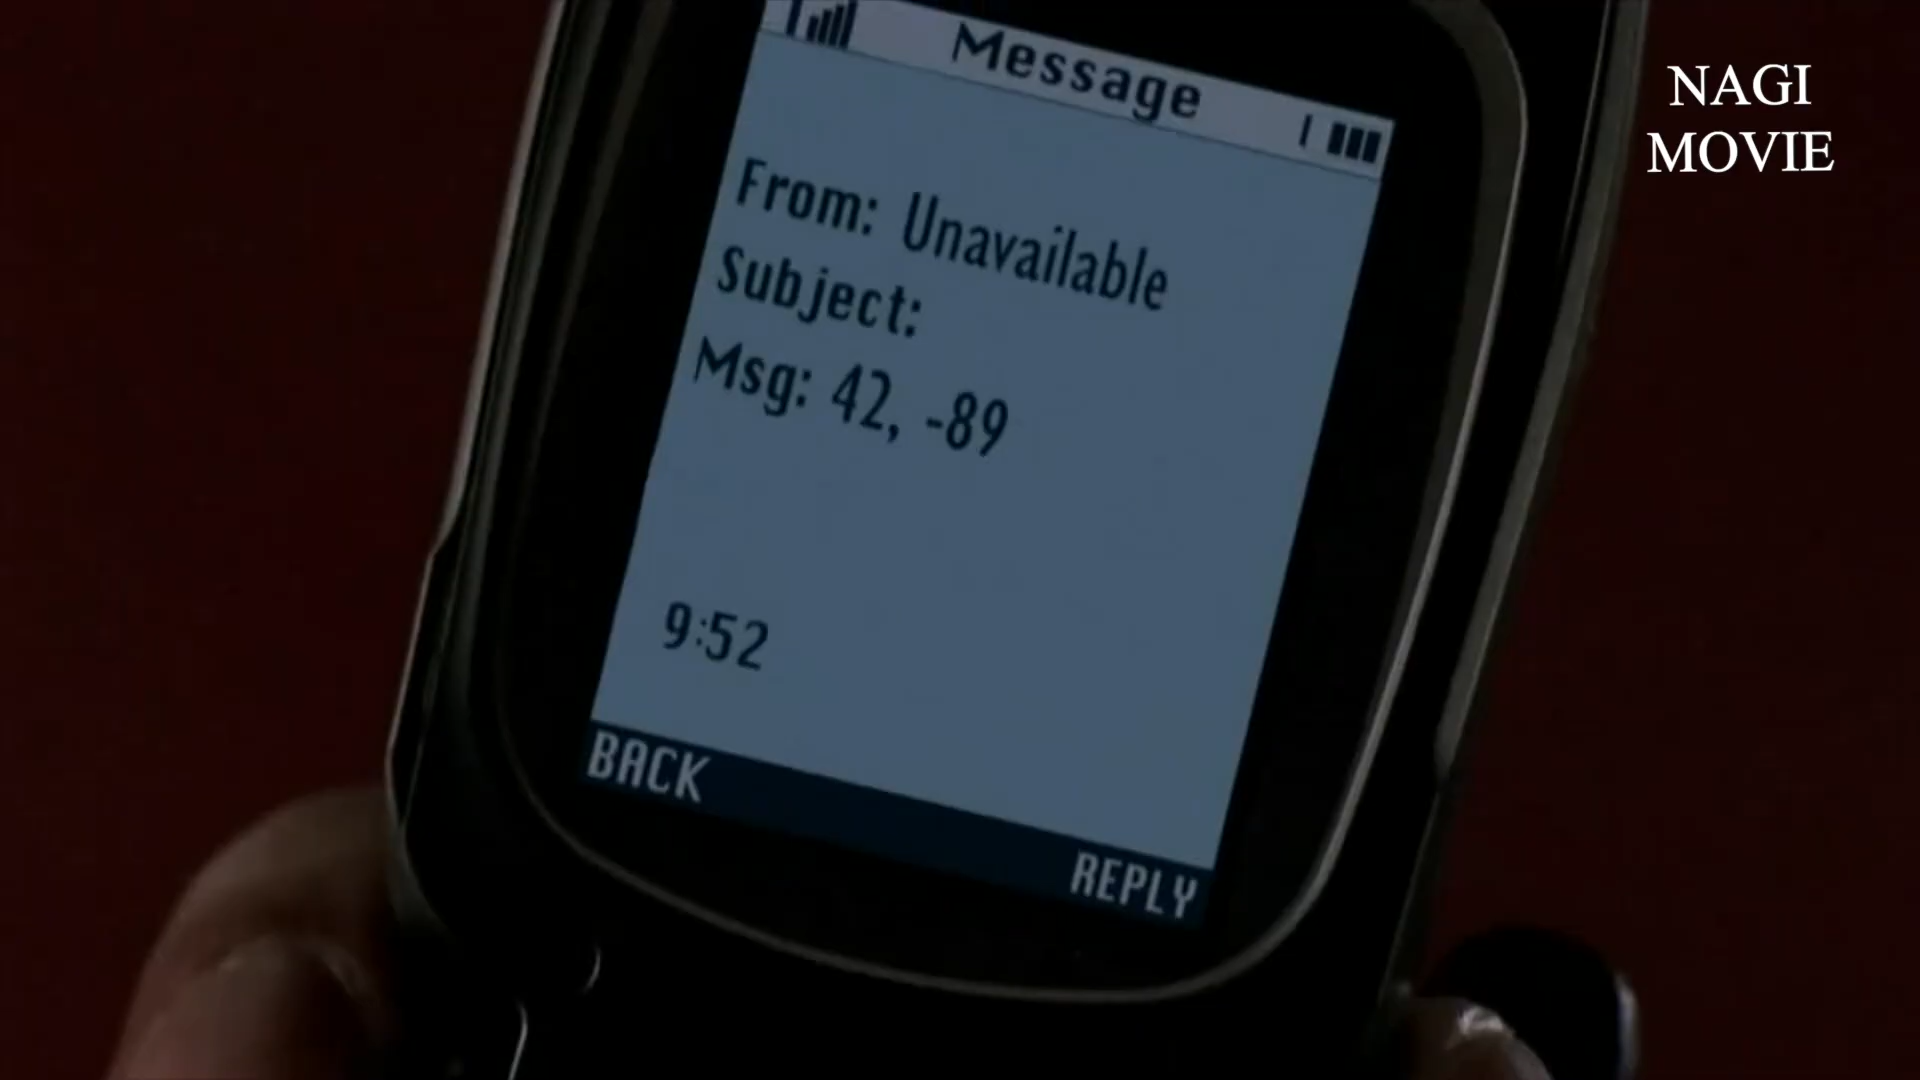 Message
NAGI
MOVIE
From: Unavailable
Subject:
Msg: 42, -89
9:52
BACK
REPLY